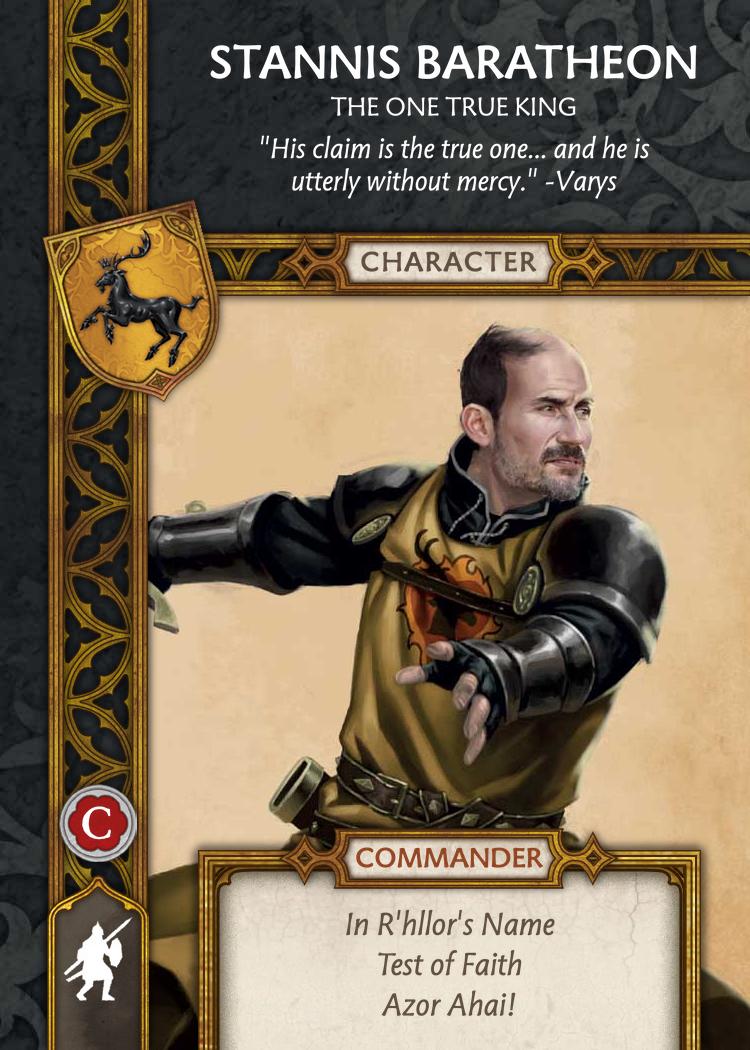 STANNIS BARATHEON
THE ONE TRUE KING
"His claim is the true one... and he is
utterly without mercy." -Varys
CHARACTER
C
COMMANDER
In R'hllor's Name
Test of Faith
Azor Ahai!